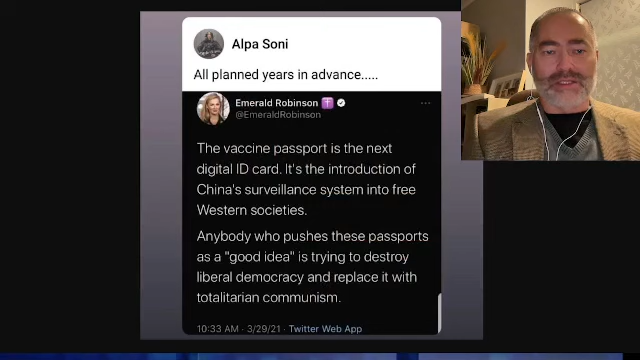 Alpa Soni
All planned years in advance.....
Emerald Robinson ✝️
@EmeraldRobinson
The vaccine passport is the next
digital ID card. It's the introduction of
China's surveillance system into free
Western societies.
Anybody who pushes these passports
as a "good idea" is trying to destroy
liberal democracy and replace it with
totalitarian communism.
10:33 AM · 3/29/21 · Twitter Web App